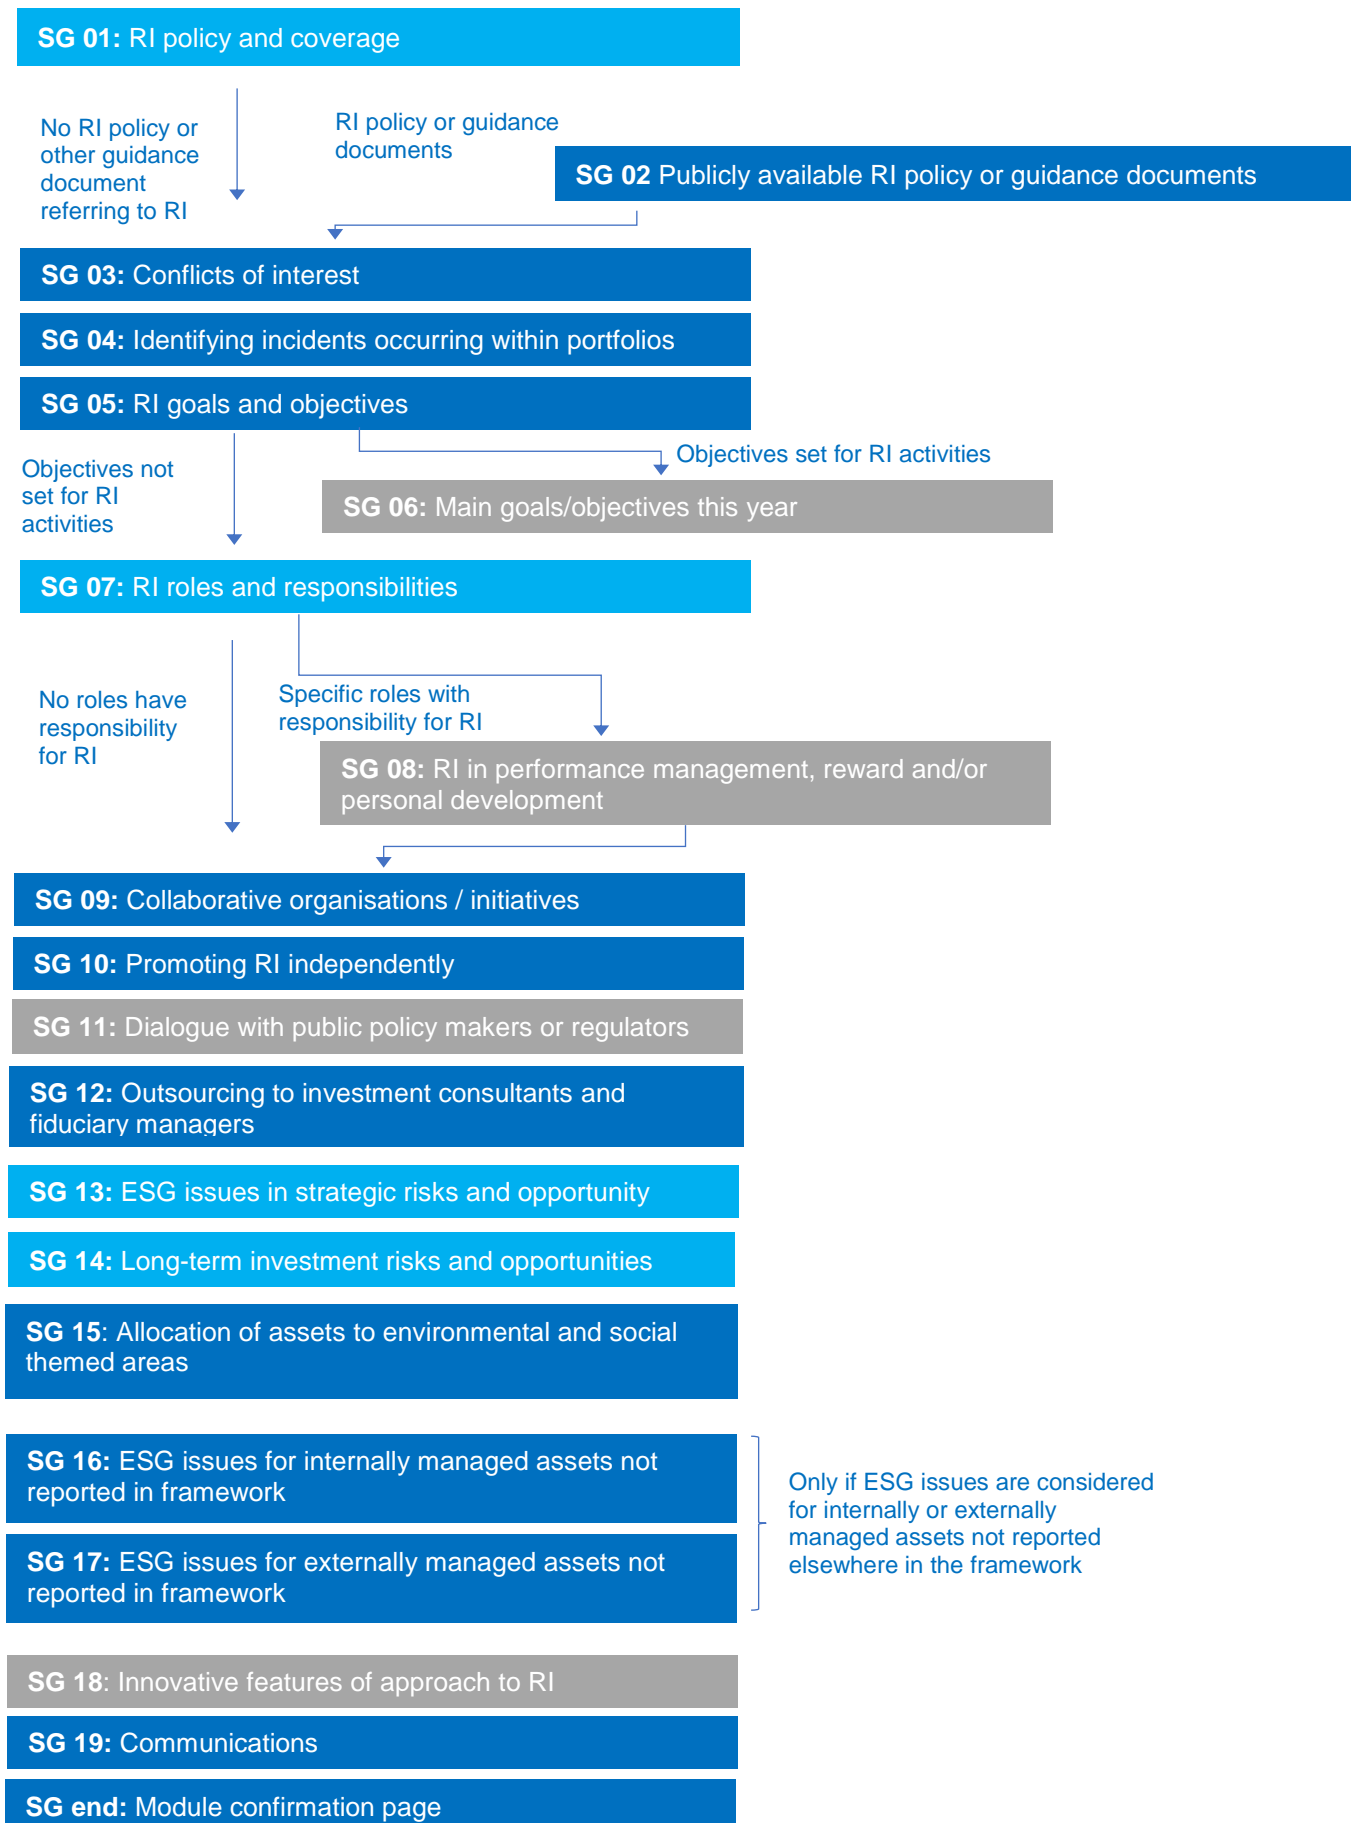 SG 01: RI policy and coverage
No RI policy or
other guidance
document
referring to RI
RI policy or guidance
documents
SG 02 Publicly available RI policy or guidance documents
SG 03: Conflicts of interest
SG 04: Identifying incidents occurring within portfolios
SG 05: RI goals and objectives
Objectives not
set for RI
activities
Objectives set for RI activities
SG 06: Main goals/objectives this year
SG 07: RI roles and responsibilities
No roles have
responsibility
for RI
Specific roles with
responsibility for RI
SG 08: RI in performance management, reward and/or
personal development
SG 09: Collaborative organisations / initiatives
SG 10: Promoting RI independently
SG 11: Dialogue with public policy makers or regulators
SG 12: Outsourcing to investment consultants and
fiduciary managers
SG 13: ESG issues in strategic risks and opportunity
SG 14: Long-term investment risks and opportunities
SG 15: Allocation of assets to environmental and social
themed areas
SG 16: ESG issues for internally managed assets not
reported in framework
SG 17: ESG issues for externally managed assets not
reported in framework
Only if ESG issues are considered
for internally or externally
managed assets not reported
elsewhere in the framework
SG 18: Innovative features of approach to RI
SG 19: Communications
SG end: Module confirmation page